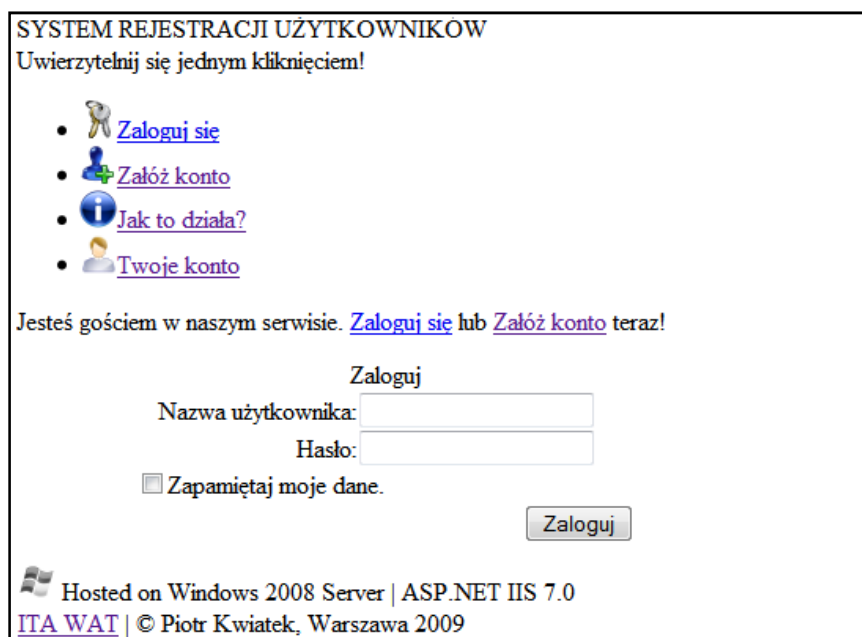 SYSTEM REJESTRACJI UŻYTKOWNIKÓW
Uwierzytelnij się jednym kliknięciem!
Zaloguj się
Załóż konto
Jak to działa?
Twoje konto
Jesteś gościem w naszym serwisie. Zaloguj się lub Załóż konto teraz!
Zaloguj
Nazwa użytkownika:
Hasło:
Zapamiętaj moje dane.
Zaloguj
Hosted on Windows 2008 Server | ASP.NET IIS 7.0
ITA WAT | © Piotr Kwiatek, Warszawa 2009